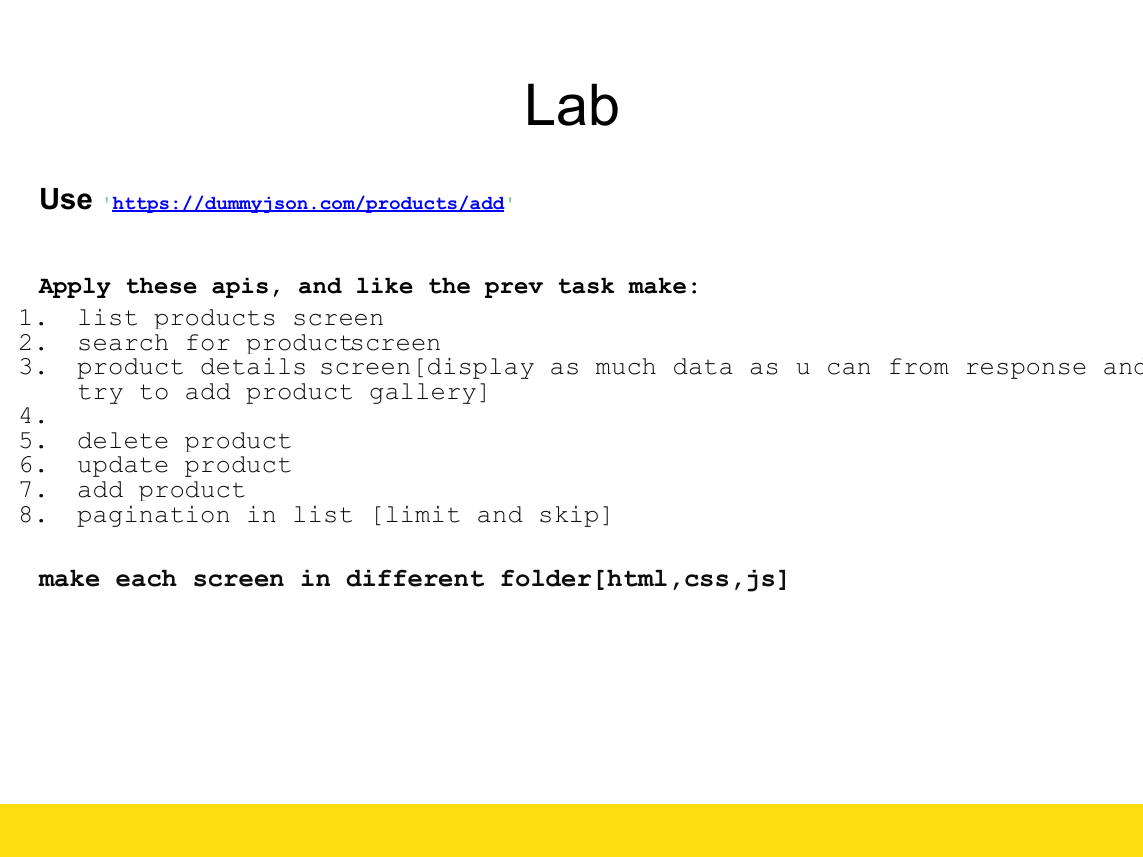 Lab
Use 'https://dummyjson.com/products/add'
Apply these apis, and like the prev task make:
1. list products screen
2. search for productscreen
3. product details screen[display as much data as u can from response and
try to add product gallery]
4.
5. delete product
6. update product
7. add product
8. pagination in list [limit and skip]
make each screen in different folder[html,css,js]